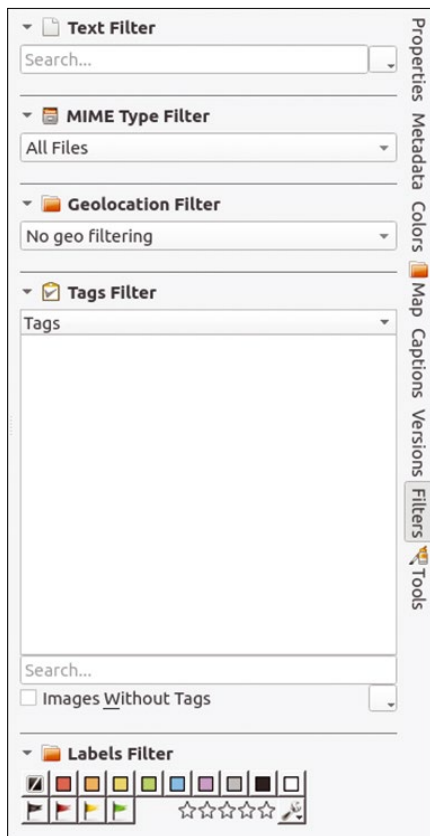 Text Filter
Search...
MIME Type Filter
All Files
Geolocation Filter
No geo filtering
Tags Filter
Tags
Search...
Images Without Tags
Labels Filter
Properties
Metadata
Colors
Map
Captions
Versions
Filters
Tools